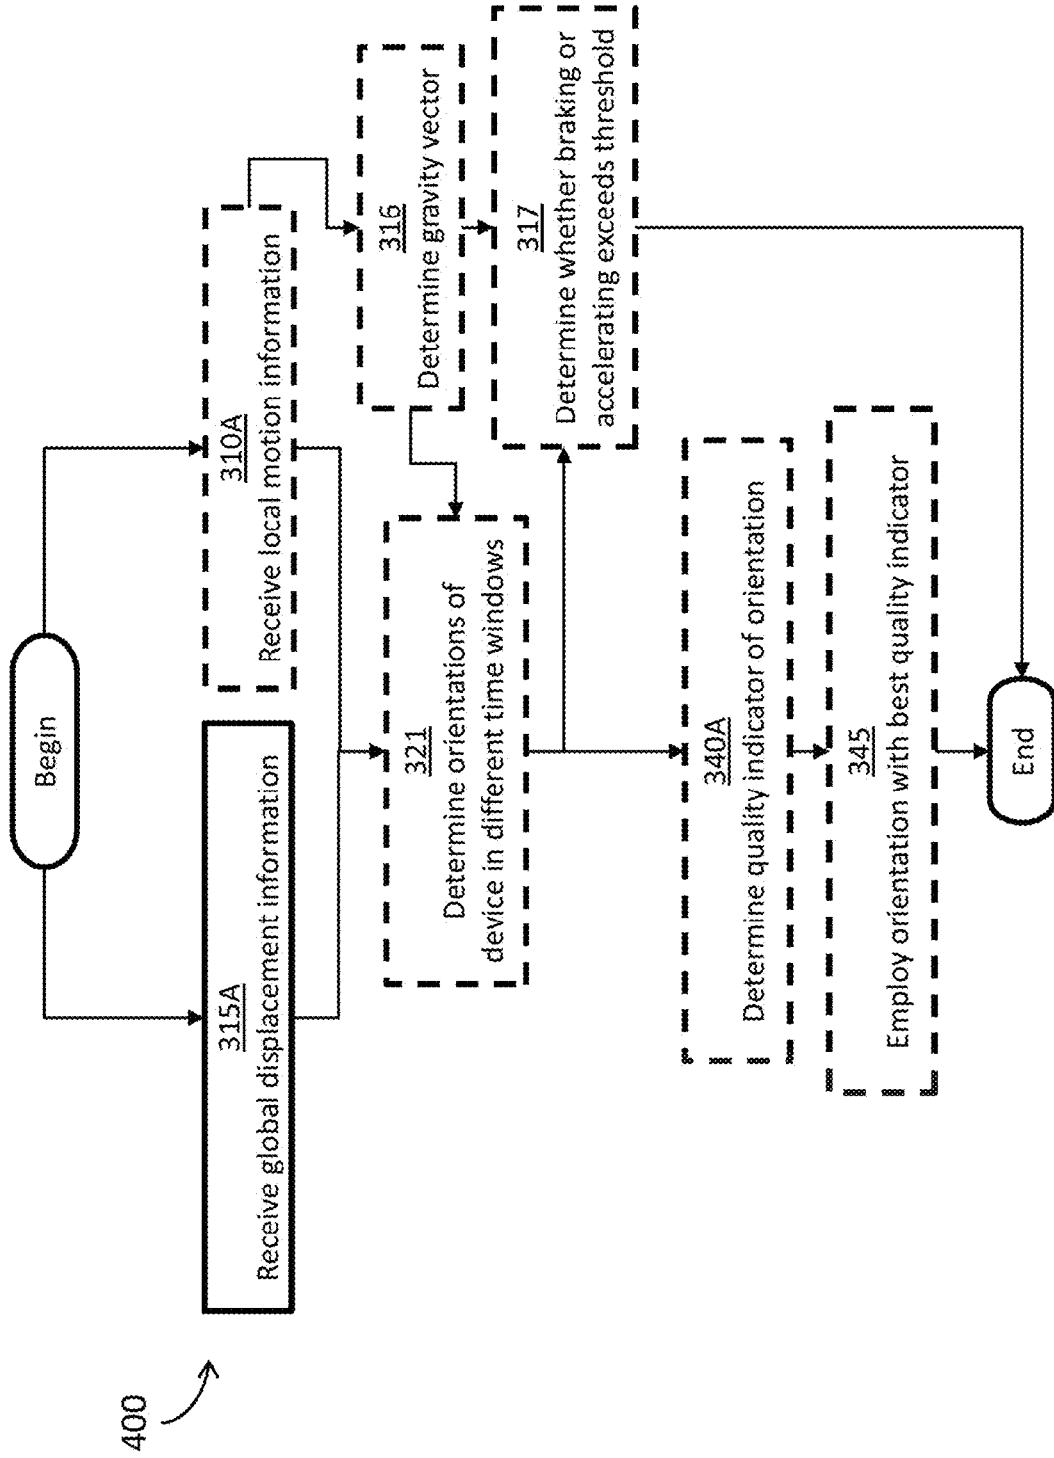 400
Begin
315A
Receive global displacement information
310A
Receive local motion information
316
Determine gravity vector
321
Determine orientations of
device in different time windows
317
Determine whether braking or
accelerating exceeds threshold
340A
Determine quality indicator of orientation
345
Employ orientation with best quality indicator
End